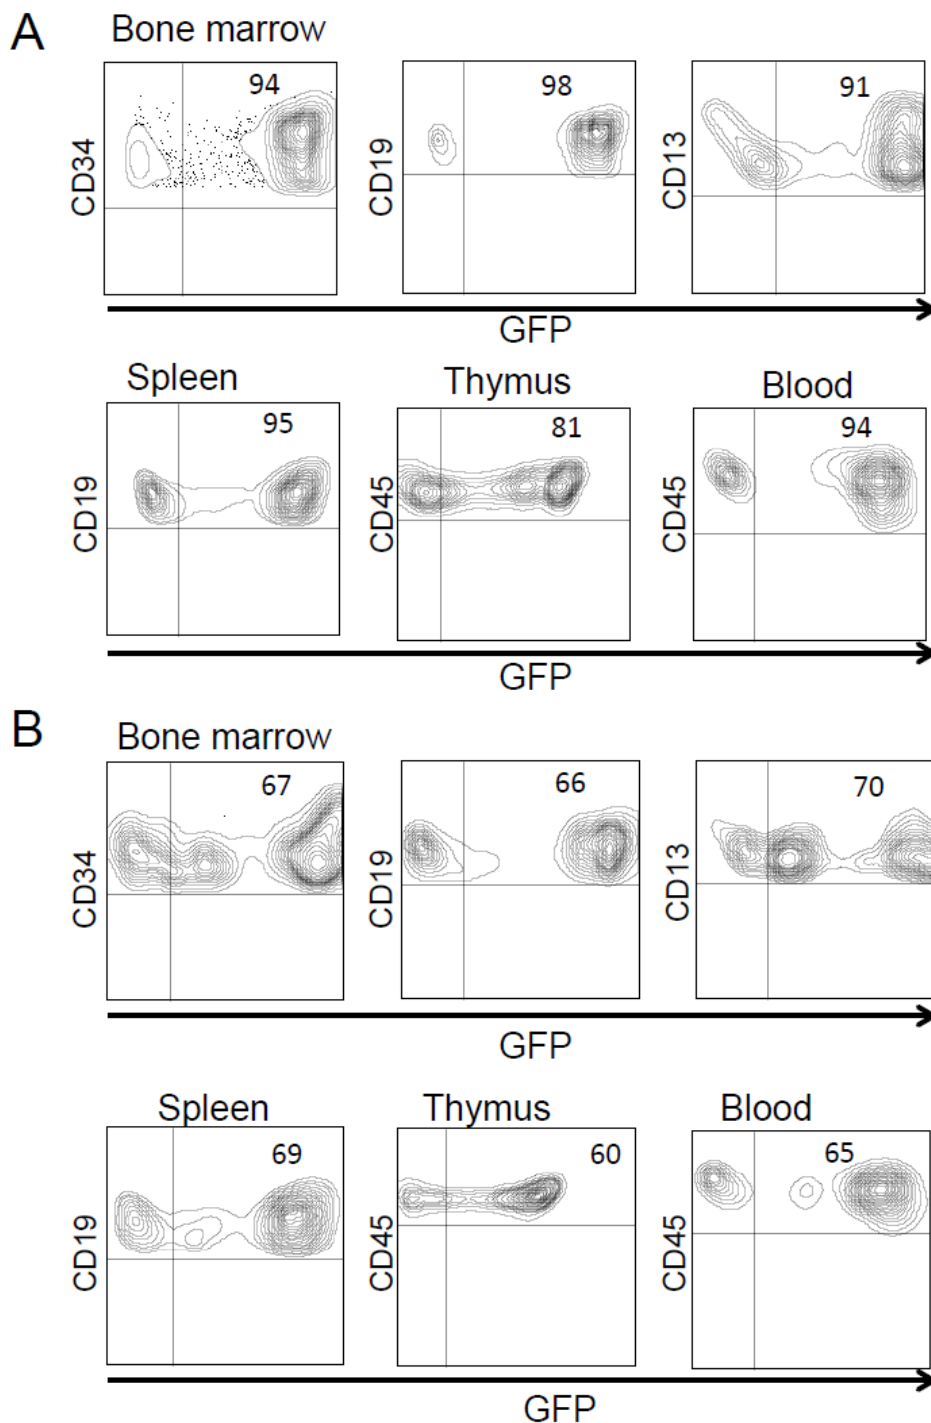 A
Bone marrow
94
98
91
CD34
CD19
CD13
GFP
Spleen
Thymus
Blood
95
81
94
CD19
CD45
CD45
GFP
B
Bone marrow
67
66
70
CD34
CD19
CD13
GFP
Spleen
Thymus
Blood
69
60
65
CD19
CD45
CD45
GFP